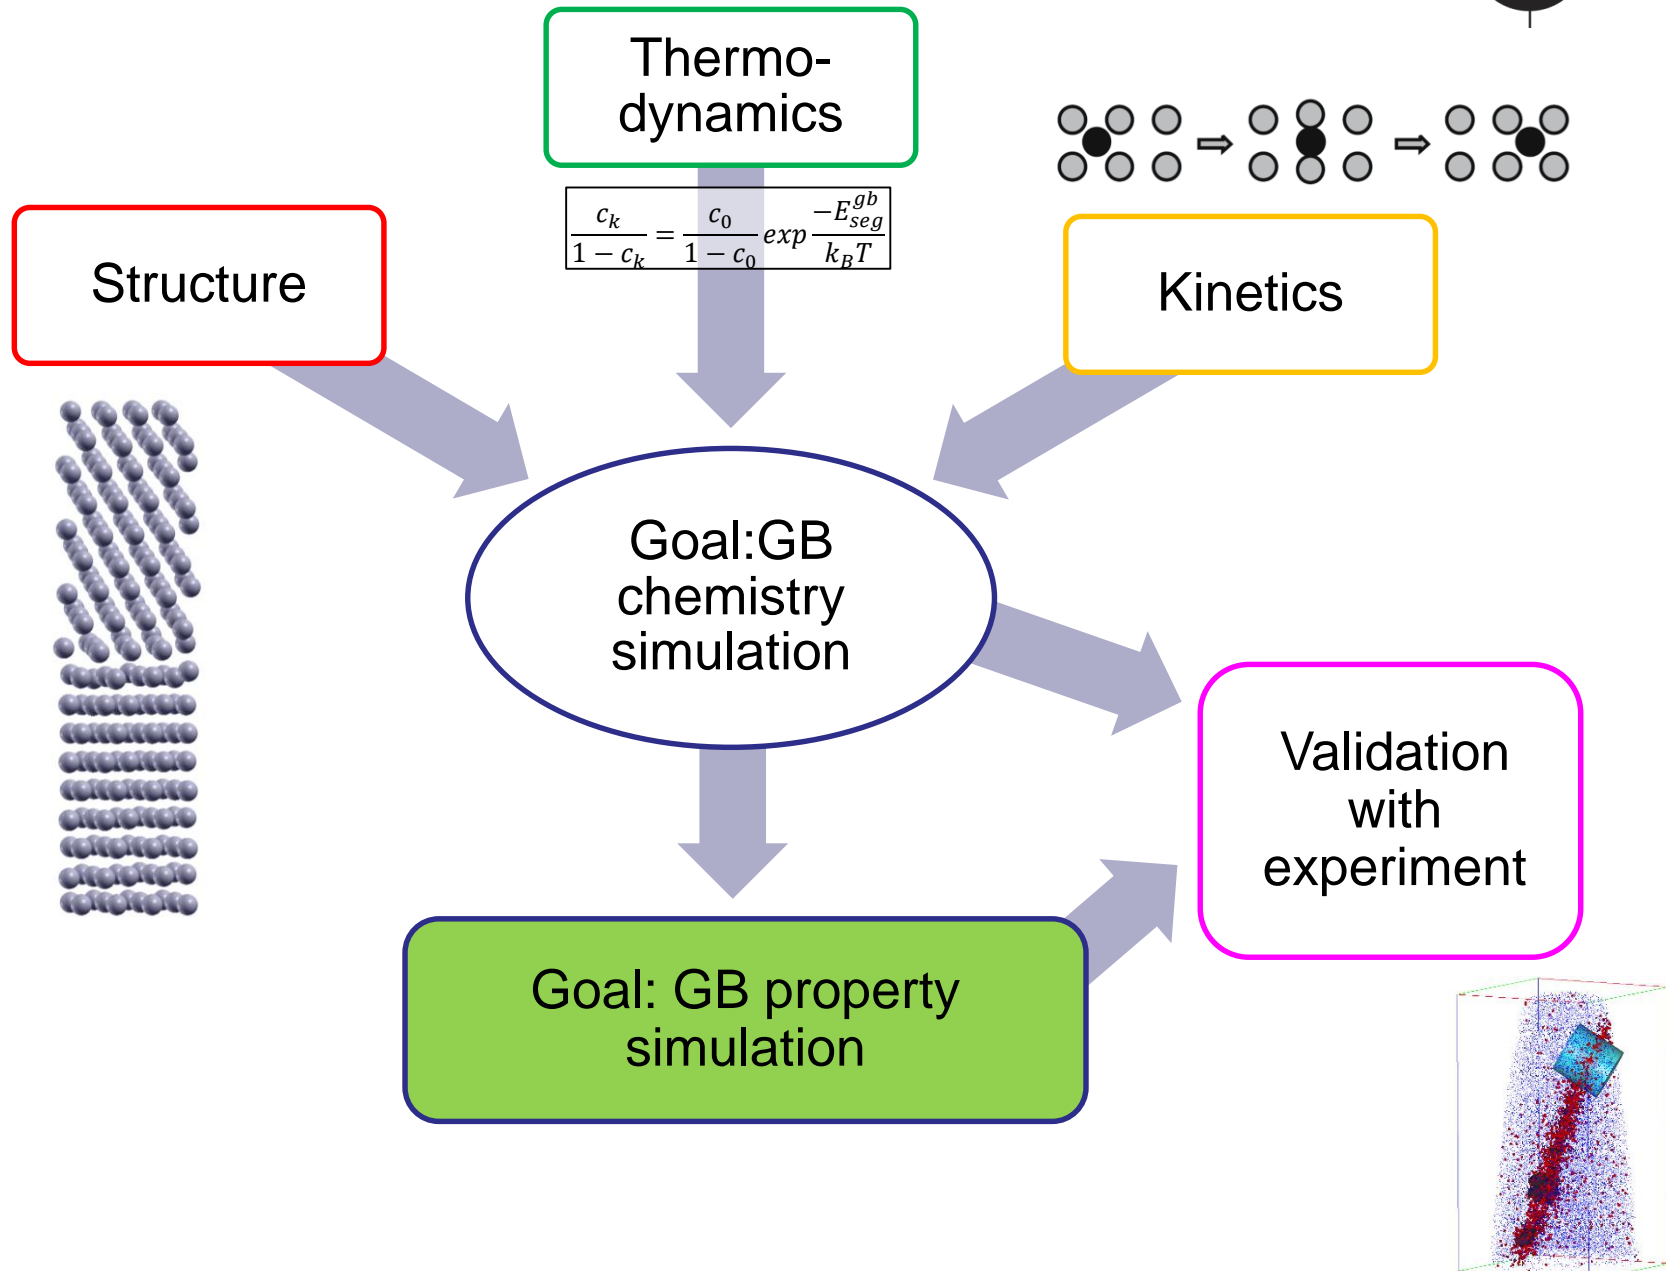 Thermo-
dynamics
c_k / (1 − c_k) = c_0 / (1 − c_0) exp (−E_seg^gb / k_B T)
Structure
Kinetics
Goal:GB
chemistry
simulation
Validation
with
experiment
Goal: GB property
simulation